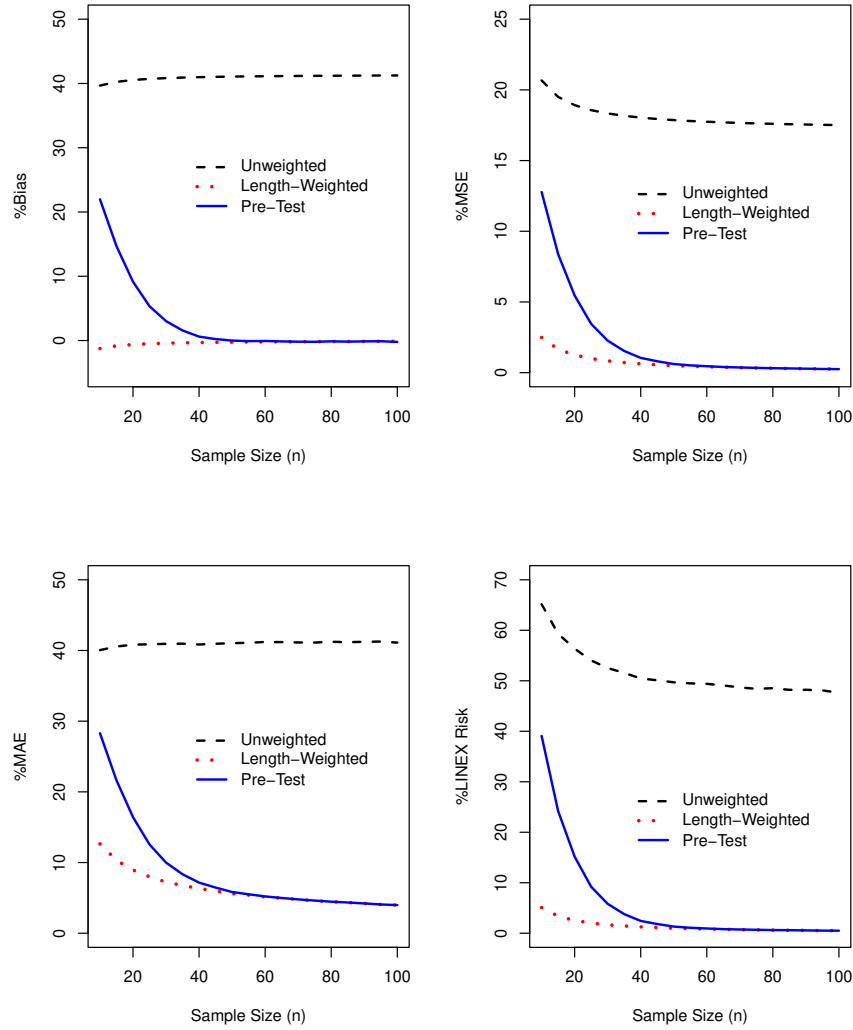 %Bias
50
40
30
20
10
0
Unweighted
Length-Weighted
Pre-Test
20 40 60 80 100
Sample Size (n)
%MSE
25
20
15
10
5
0
Unweighted
Length-Weighted
Pre-Test
20 40 60 80 100
Sample Size (n)
%MAE
50
40
30
20
10
0
Unweighted
Length-Weighted
Pre-Test
20 40 60 80 100
Sample Size (n)
%LINEX Risk
70
60
50
40
30
20
10
0
Unweighted
Length-Weighted
Pre-Test
20 40 60 80 100
Sample Size (n)